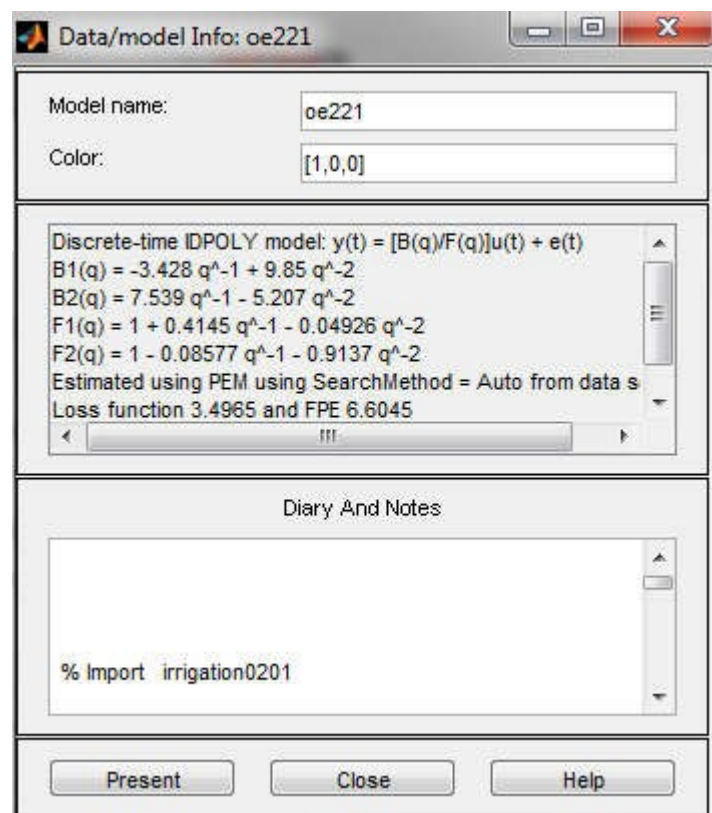 Data/model Info: oe221
Model name:
oe221
Color:
[1,0,0]
Discrete-time IDPOLY model: y(t) = [B(q)/F(q)]u(t) + e(t)
B1(q) = -3.428 q^-1 + 9.85 q^-2
B2(q) = 7.539 q^-1 - 5.207 q^-2
F1(q) = 1 + 0.4145 q^-1 - 0.04926 q^-2
F2(q) = 1 - 0.08577 q^-1 - 0.9137 q^-2
Estimated using PEM using SearchMethod = Auto from data s
Loss function 3.4965 and FPE 6.6045
Diary And Notes
% Import irrigation0201
Present Close Help